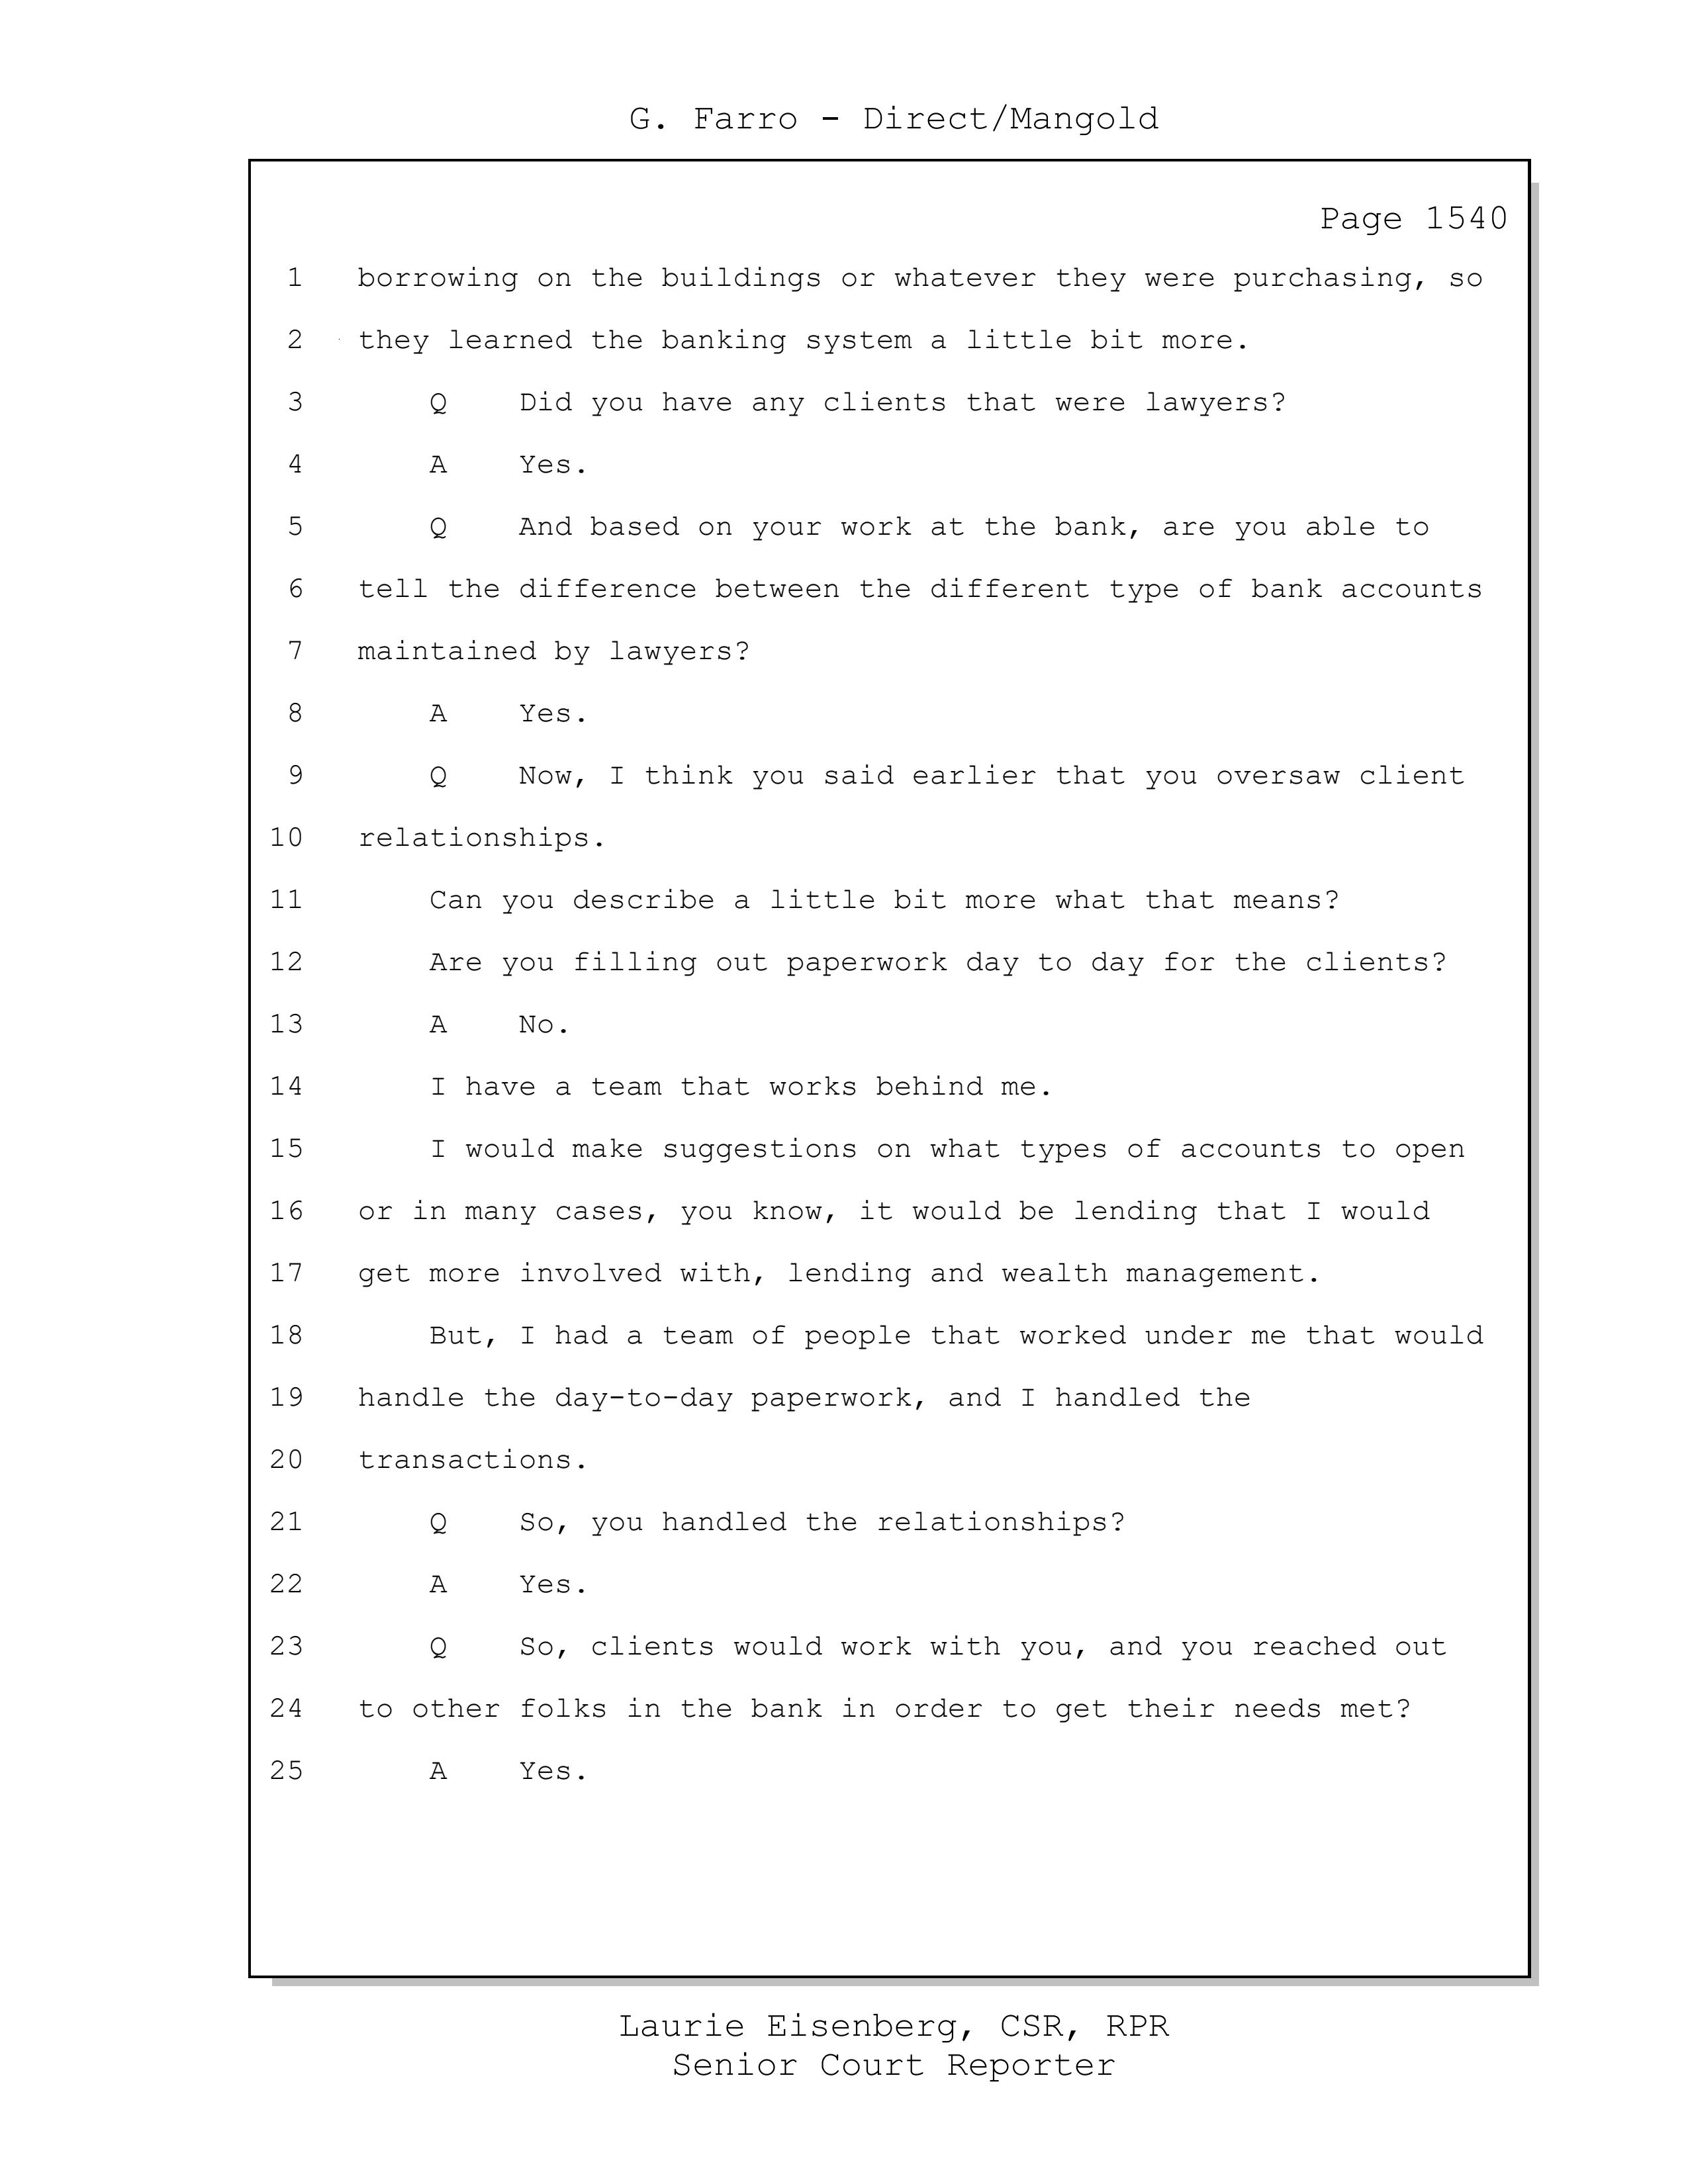 G. Farro - Direct/Mangold
Page 1540
1 borrowing on the buildings or whatever they were purchasing, so
2 they learned the banking system a little bit more.
3 Q Did you have any clients that were lawyers?
4 A Yes.
5 Q And based on your work at the bank, are you able to
6 tell the difference between the different type of bank accounts
7 maintained by lawyers?
8 A Yes.
9 Q Now, I think you said earlier that you oversaw client
10 relationships.
11 Can you describe a little bit more what that means?
12 Are you filling out paperwork day to day for the clients?
13 A No.
14 I have a team that works behind me.
15 I would make suggestions on what types of accounts to open
16 or in many cases, you know, it would be lending that I would
17 get more involved with, lending and wealth management.
18 But, I had a team of people that worked under me that would
19 handle the day-to-day paperwork, and I handled the
20 transactions.
21 Q So, you handled the relationships?
22 A Yes.
23 Q So, clients would work with you, and you reached out
24 to other folks in the bank in order to get their needs met?
25 A Yes.
Laurie Eisenberg, CSR, RPR
Senior Court Reporter